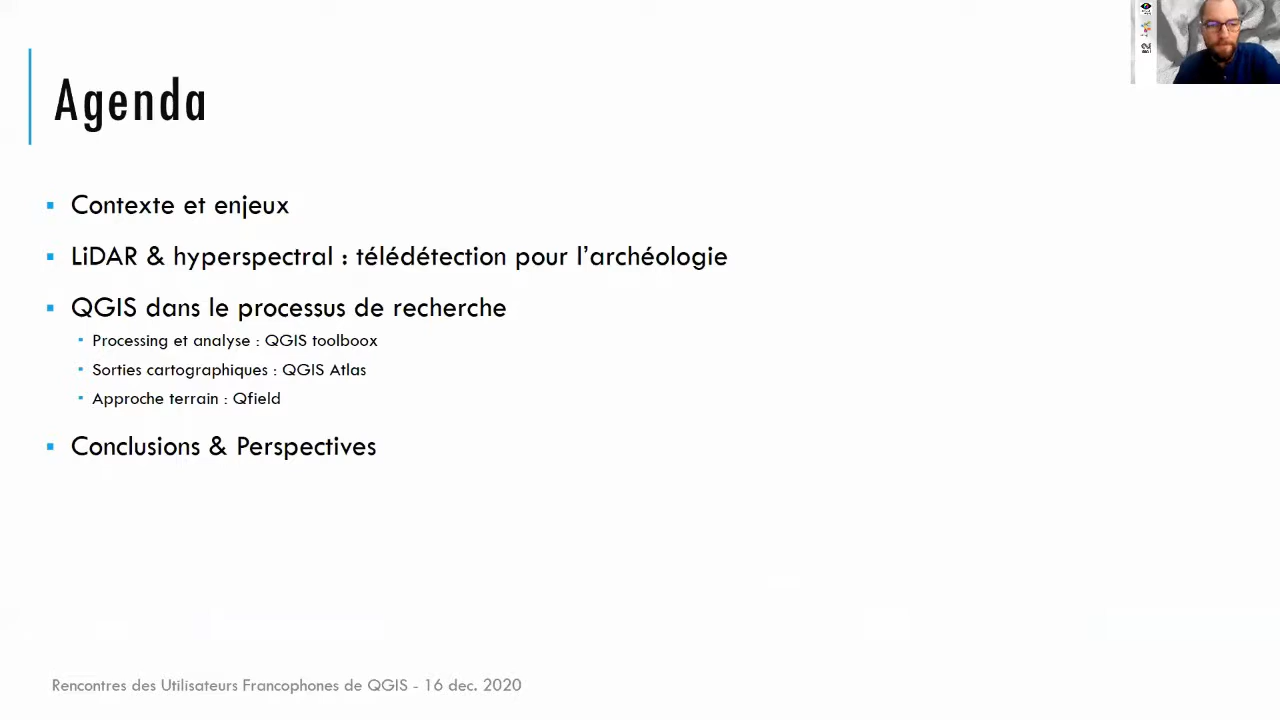 Agenda
Contexte et enjeux
LiDAR & hyperspectral : télédétection pour l’archéologie
QGIS dans le processus de recherche
Processing et analyse : QGIS toolboox
Sorties cartographiques : QGIS Atlas
Approche terrain : Qfield
Conclusions & Perspectives
Rencontres des Utilisateurs Francophones de QGIS - 16 dec. 2020